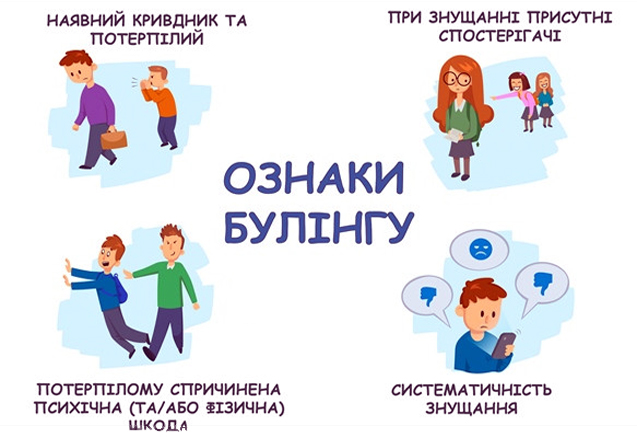 НАЯВНИЙ КРИВДНИК ТА
ПОТЕРПІЛИЙ
ПРИ ЗНУЩАННІ ПРИСУТНІ
СПОСТЕРІГАЧІ
ОЗНАКИ
БУЛІНГУ
ПОТЕРПІЛОМУ СПРИЧИНЕНА
ПСИХІЧНА (ТА/АБО ФІЗИЧНА)
ШКОДА
СИСТЕМАТИЧНІСТЬ
ЗНУЩАННЯ